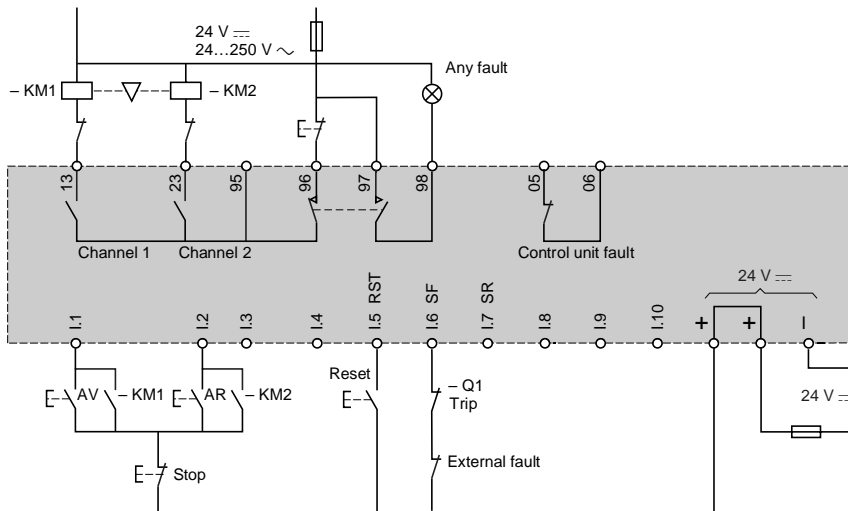 24 V ⎓
24...250 V ∼
Any fault
– KM1
– KM2
13
23
95
96
97
98
05
06
Channel 1
Channel 2
Control unit fault
24 V ⎓
I.1
I.2
I.3
I.4
I.5 RST
I.6 SF
I.7 SR
I.8
I.9
I.10
+
+
I
–
AV
– KM1
AR
– KM2
Reset
– Q1
Trip
24 V ⎓
Stop
External fault